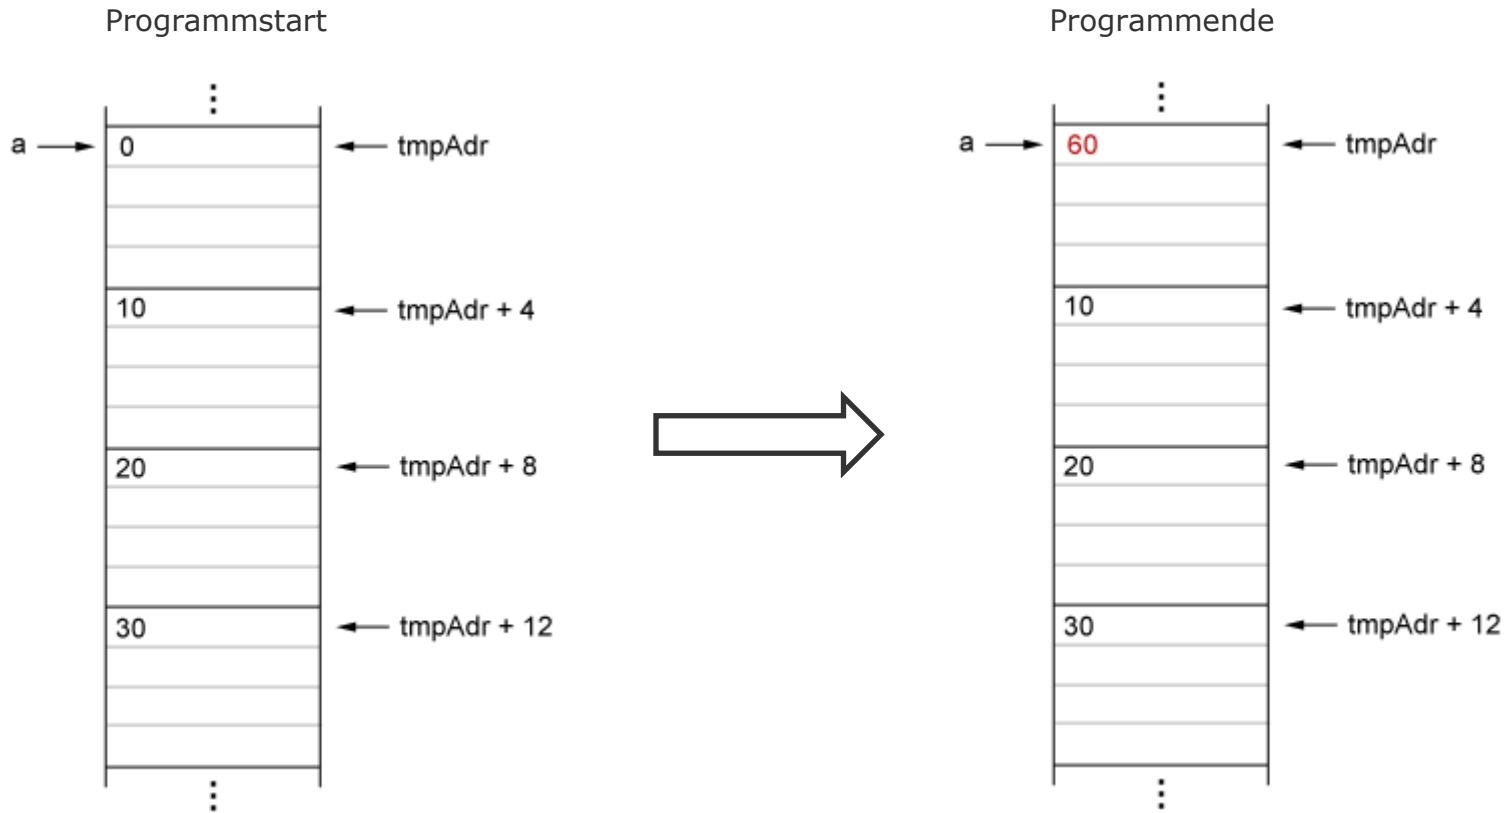 Programmstart
Programmende
a
0
tmpAdr
10
tmpAdr + 4
20
tmpAdr + 8
30
tmpAdr + 12
a
60
tmpAdr
10
tmpAdr + 4
20
tmpAdr + 8
30
tmpAdr + 12